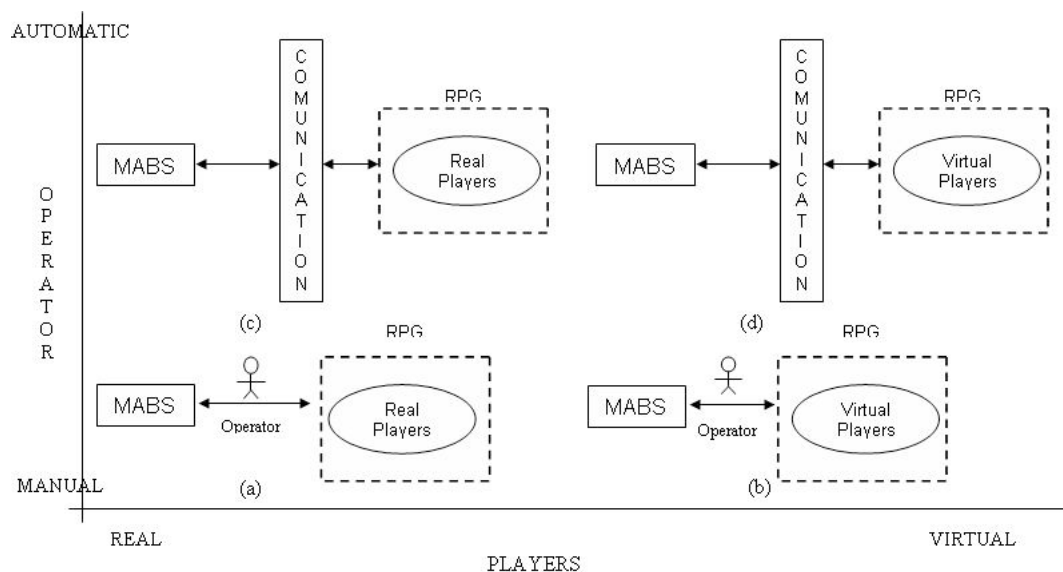 AUTOMATIC
COMUNICATION
RPG
MABS
Real
Players
(c)
COMUNICATION
RPG
MABS
Virtual
Players
(d)
OPERATOR
RPG
MABS
Operator
Real
Players
(a)
RPG
MABS
Operator
Virtual
Players
(b)
MANUAL
REAL
VIRTUAL
PLAYERS